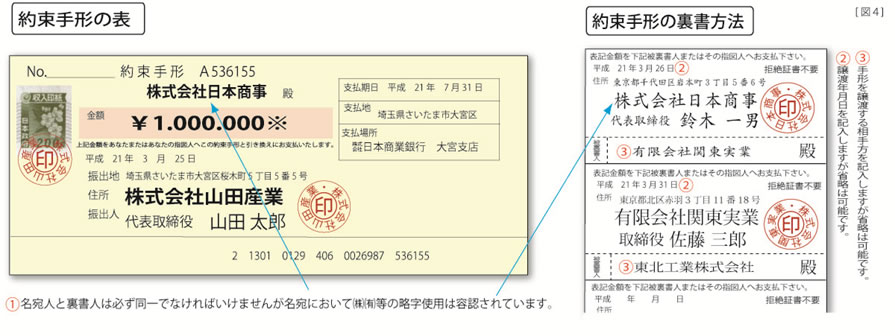 約束手形の表
No.
約束手形 A536155
株式会社日本商事 殿
収入印紙
200
金額
¥1.000.000※
支払期日 平成 21年 7月31日
支払地 埼玉県さいたま市大宮区
支払場所
㈱日本商業銀行 大宮支店
上記金額をあなたまたはあなたの指図人へこの約束手形と引き換えにお支払いたします。
平成 21年 3月 25日
振出地 埼玉県さいたま市大宮区桜木町5丁目5番5号
住所 株式会社山田産業
振出人 代表取締役 山田 太郎
株式会社山田産業・印
2 1301 0129 406 0026987 536155
①名宛人と裏書人は必ず同一でなければいけませんが名宛において㈱㈲等の略字使用は容認されています。
約束手形の裏書方法
[図4]
表記金額を下記被裏書人またはその指図人へお支払下さい。
平成 21年3月26日② 拒絶証書不要
住所 東京都千代田区岩本町3丁目5番6号
株式会社日本商事
代表取締役 鈴木 一男
株式会社日本商事・印
被裏書人 ③有限会社関東実業 殿
表記金額を下記被裏書人またはその指図人へお支払下さい。
平成 21年3月31日② 拒絶証書不要
住所 東京都北区赤羽3丁目11番18号
有限会社関東実業
取締役 佐藤 三郎
有限会社関東実業・印
被裏書人 ③東北工業株式会社 殿
表記金額を下記被裏書人またはその指図人へお支払下さい。
平成 年 月 日 拒絶証書不要
住所
③手形を譲渡する相手方を記入しますが省略は可能です。
②譲渡年月日を記入しますが省略は可能です。